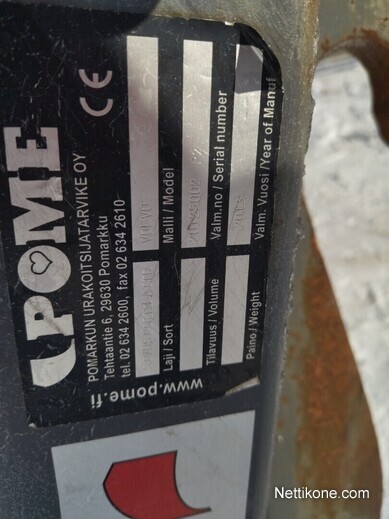 POME
CE
POMARKUN URAKOITSIJATARVIKE OY
Tehtaantie 6, 29630 Pomarkku
tel. 02 634 2600, fax 02 634 2610
Laji / Sort
Malli / Model
Tilavuus / Volume
Valm.no / Serial number
Paino / Weight
Valm. Vuosi /Year of Manuf
www.pome.fi
Nettikone.com